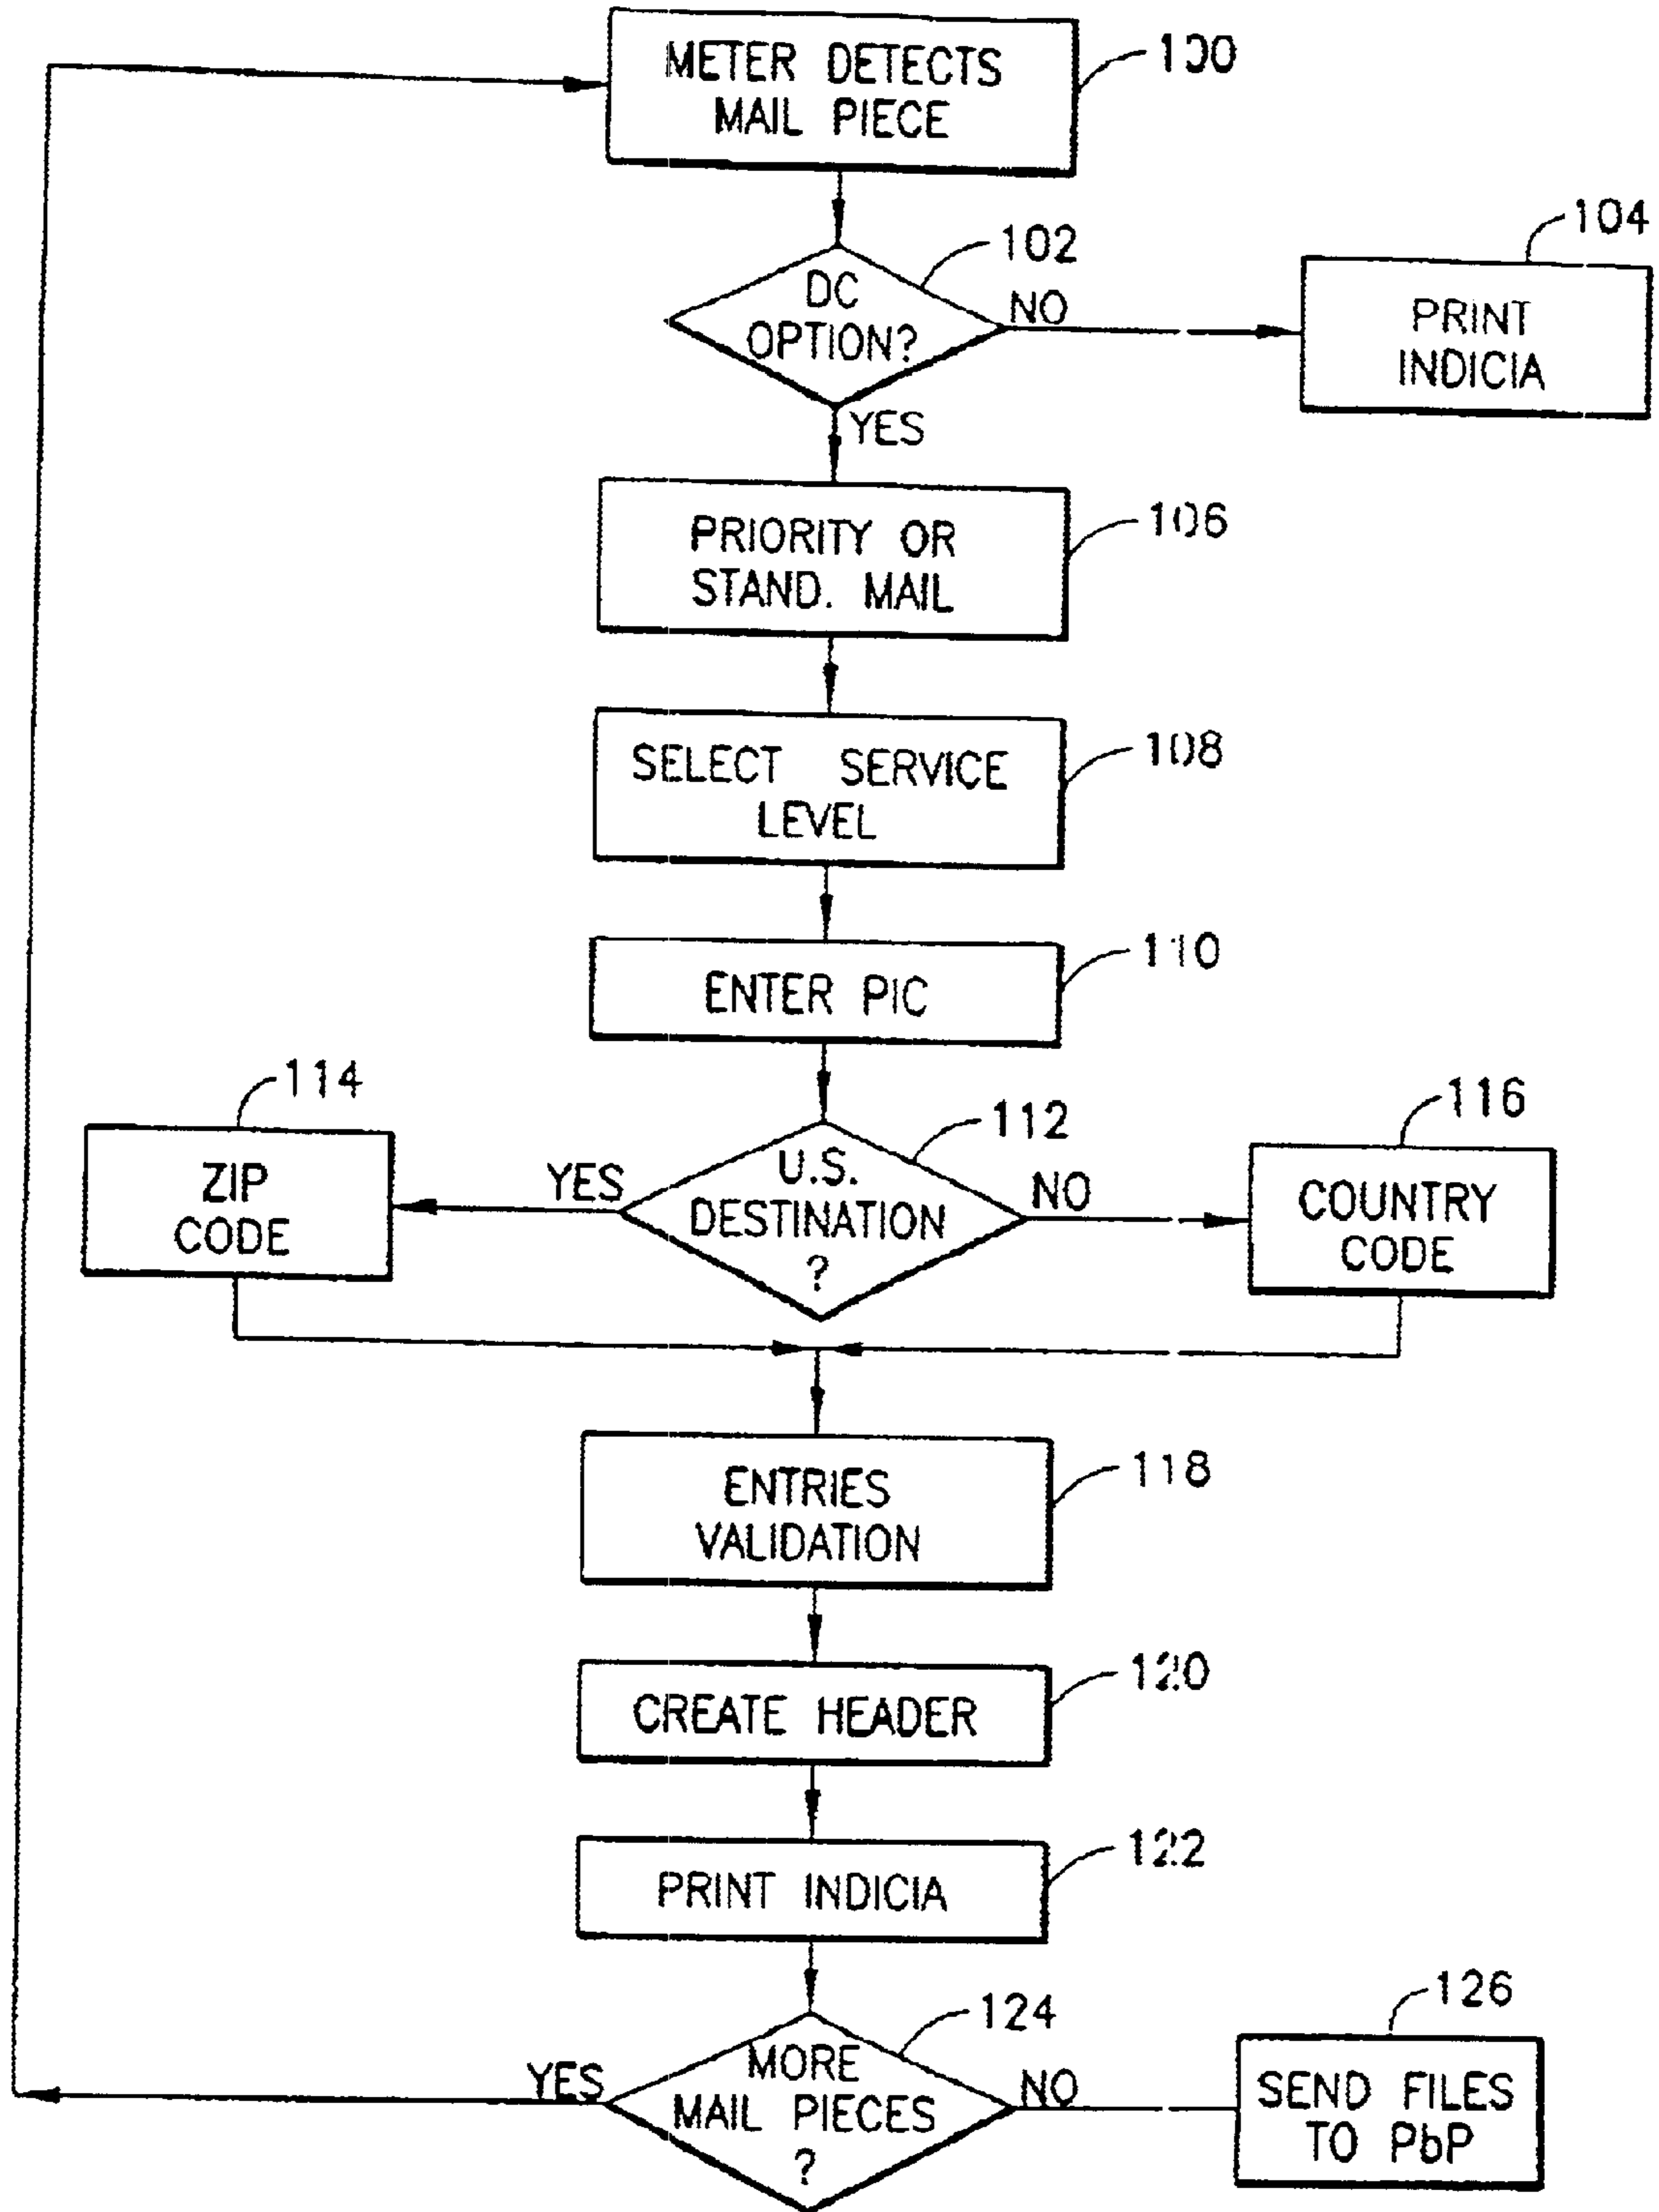 METER DETECTS
MAIL PIECE
100
DC
OPTION?
102
NO
YES
104
PRINT
INDICIA
PRIORITY OR
STAND. MAIL
106
SELECT SERVICE
LEVEL
108
ENTER PIC
110
114
ZIP
CODE
YES
U.S.
DESTINATION
?
112
NO
116
COUNTRY
CODE
ENTRIES
VALIDATION
118
CREATE HEADER
120
PRINT INDICIA
122
YES
MORE
MAIL PIECES
?
124
NO
126
SEND FILES
TO PbP